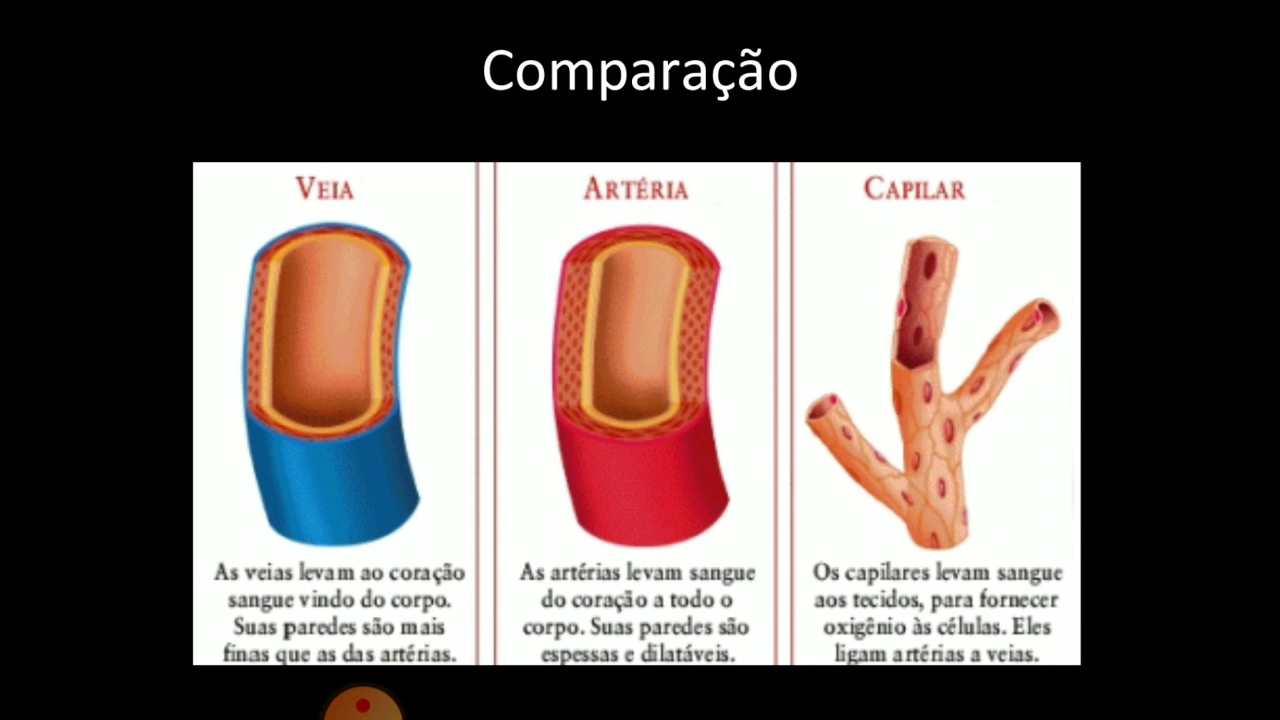 Comparação
VEIA
As veias levam ao coração
sangue vindo do corpo.
Suas paredes são mais
finas que as das artérias.
ARTÉRIA
As artérias levam sangue
do coração a todo o
corpo. Suas paredes são
espessas e dilatáveis.
CAPILAR
Os capilares levam sangue
aos tecidos, para fornecer
oxigênio às células. Eles
ligam artérias a veias.